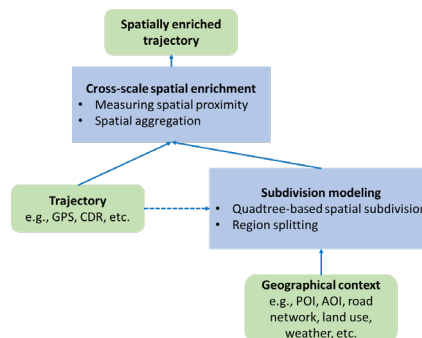 Spatially enriched
trajectory
Cross-scale spatial enrichment
• Measuring spatial proximity
• Spatial aggregation
Trajectory
e.g., GPS, CDR, etc.
Subdivision modeling
• Quadtree-based spatial subdivision
• Region splitting
Geographical context
e.g., POI, AOI, road
network, land use,
weather, etc.